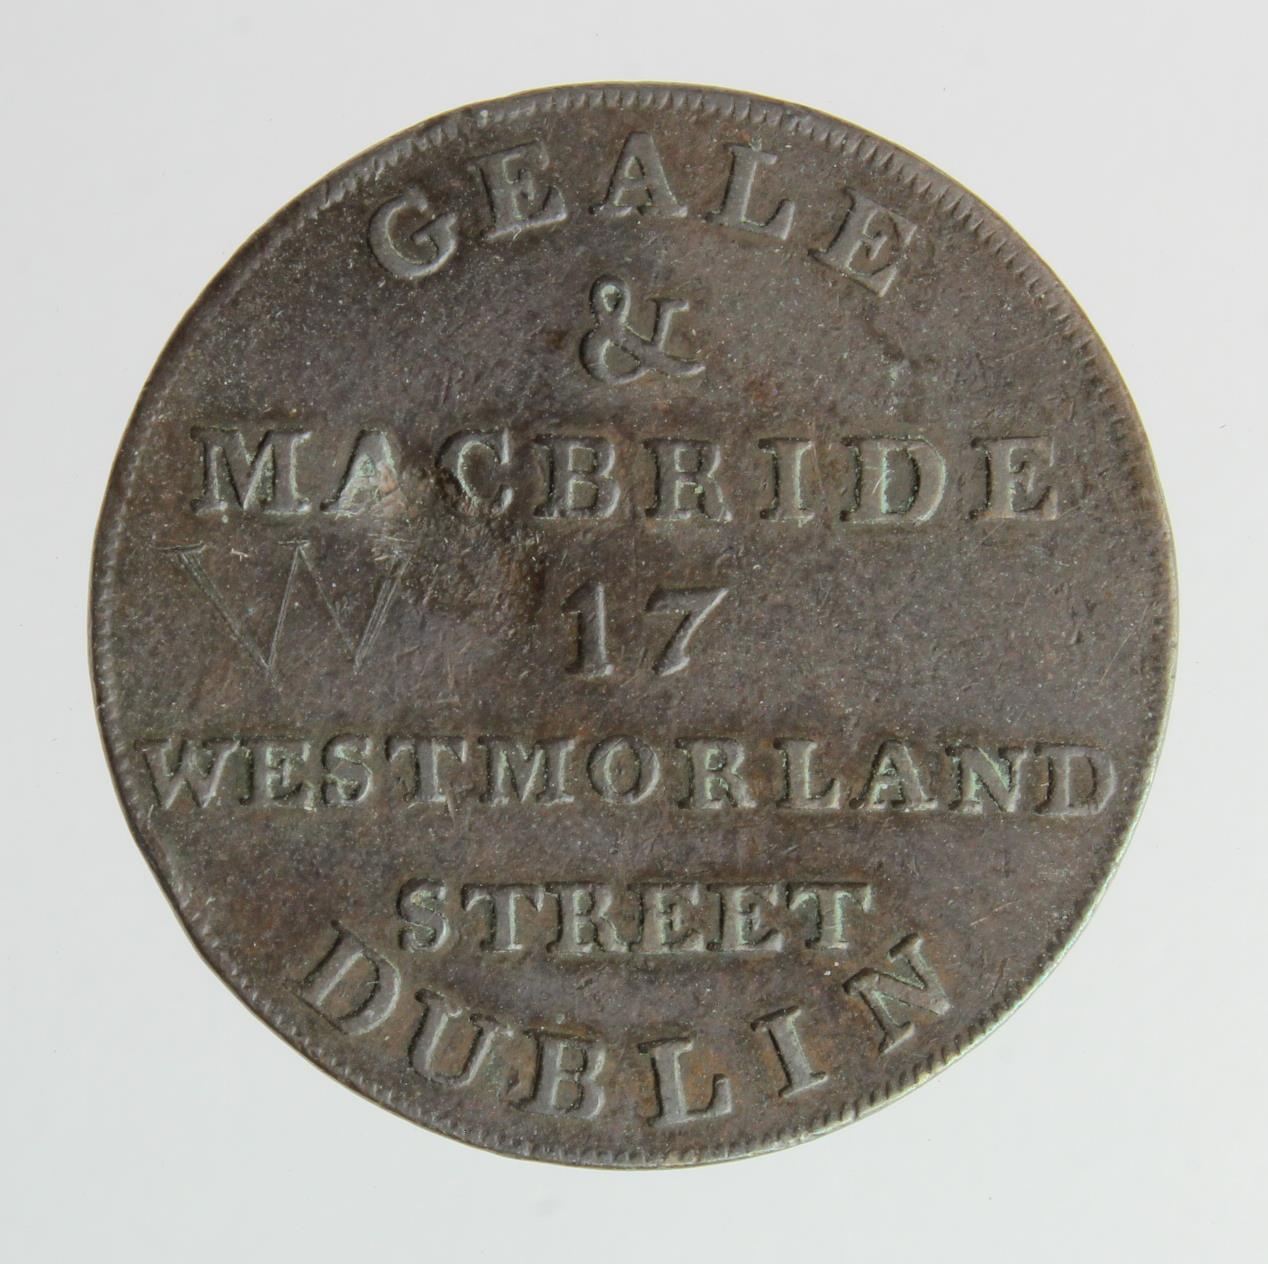 GEALE
&
MACBRIDE
W
17
WESTMORLAND
STREET
DUBLIN